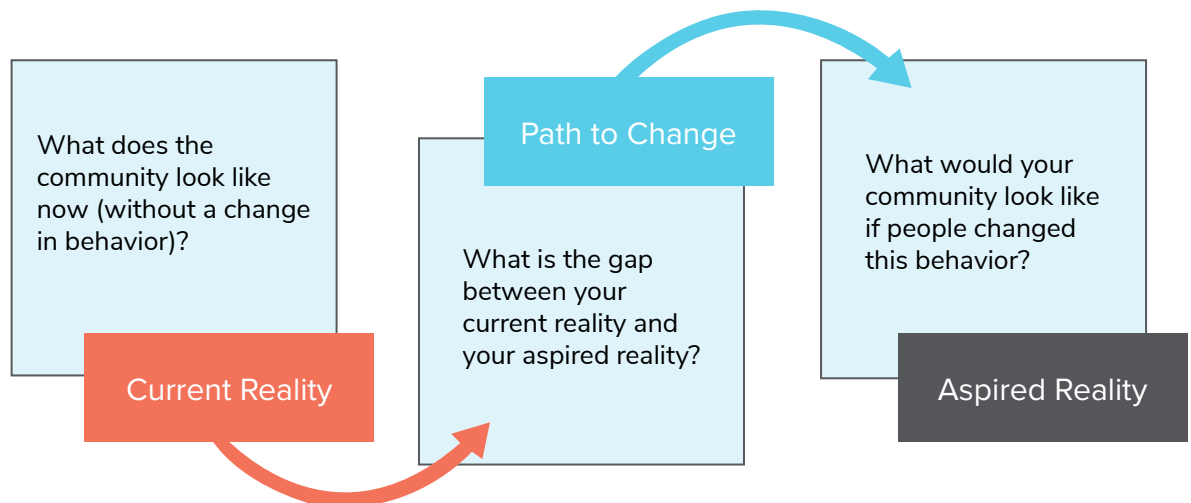 What does the
community look like
now (without a change
in behavior)?
Current Reality
Path to Change
What is the gap
between your
current reality and
your aspired reality?
What would your
community look like
if people changed
this behavior?
Aspired Reality